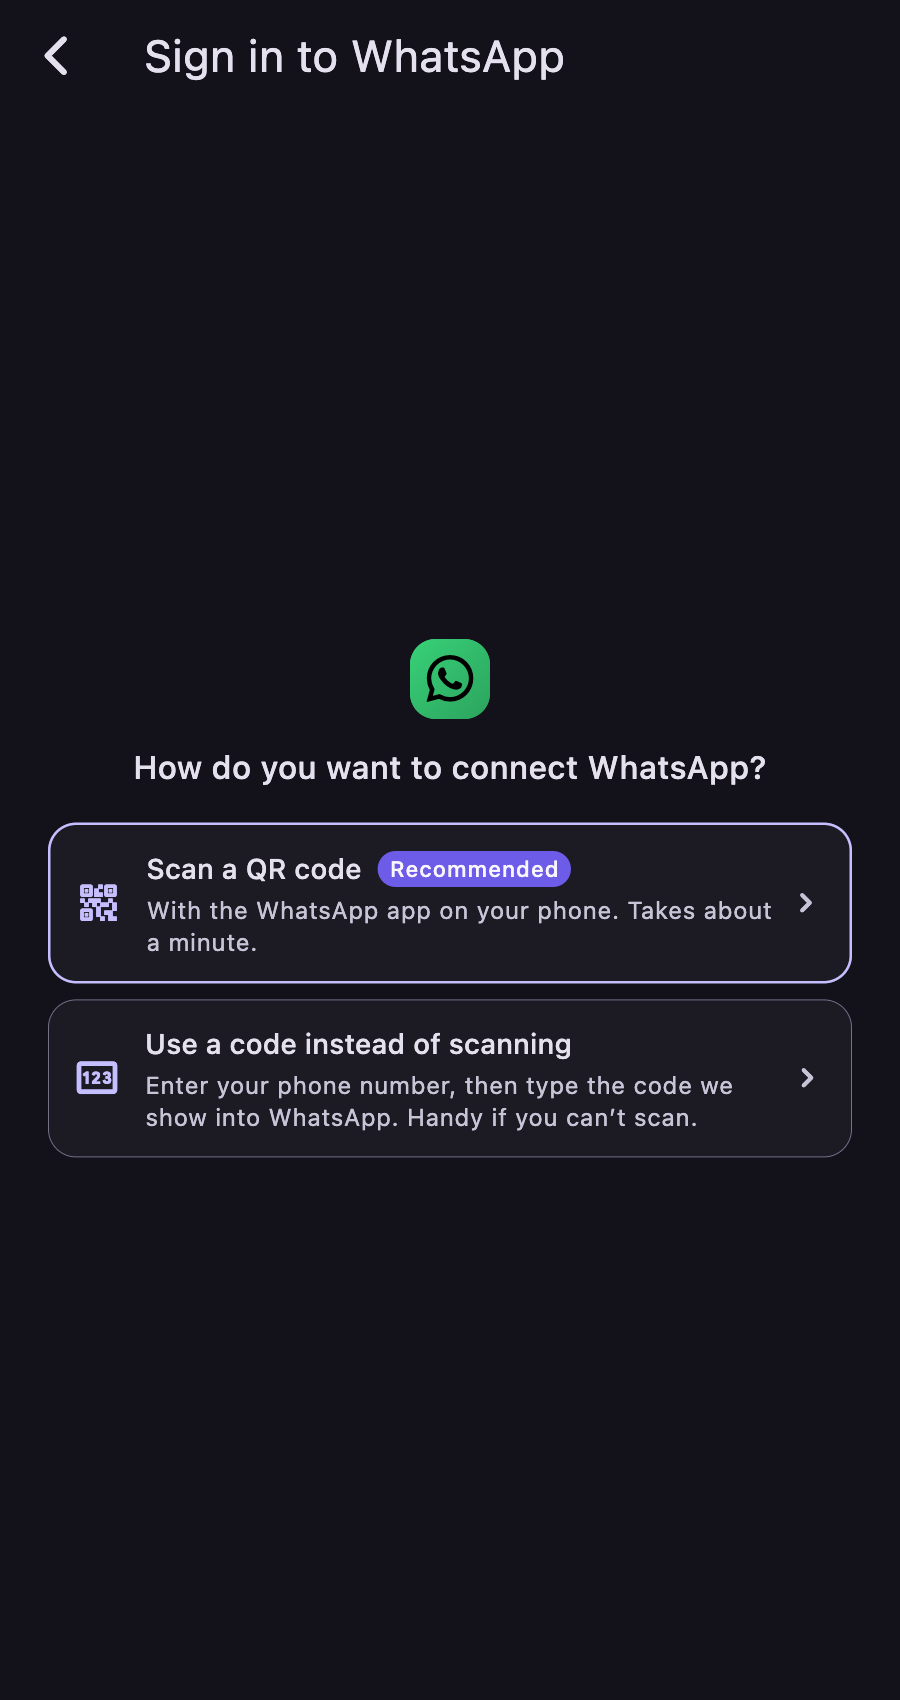 Sign in to WhatsApp
How do you want to connect WhatsApp?
Scan a QR code Recommended
With the WhatsApp app on your phone. Takes about
a minute.
123
Use a code instead of scanning
Enter your phone number, then type the code we
show into WhatsApp. Handy if you can’t scan.